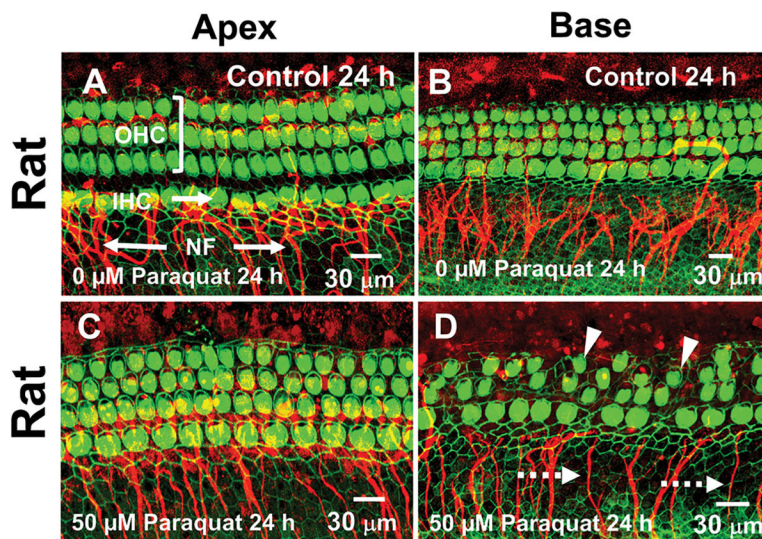 Apex
Base
Rat
A
Control 24 h
OHC
IHC
NF
0 µM Paraquat 24 h
30 µm
B
Control 24 h
0 µM Paraquat 24 h
30 µm
Rat
C
50 µM Paraquat 24 h
30 µm
D
50 µM Paraquat 24 h
30 µm